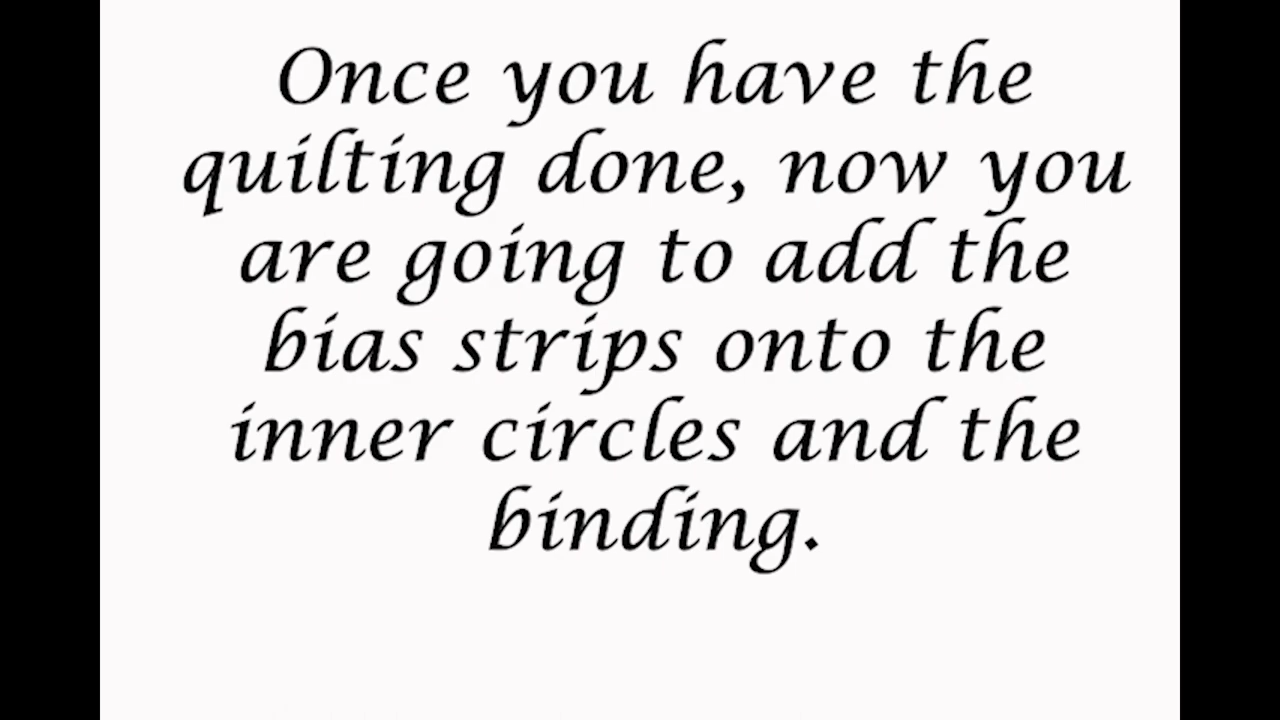 Once you have the
quilting done, now you
are going to add the
bias strips onto the
inner circles and the
binding.